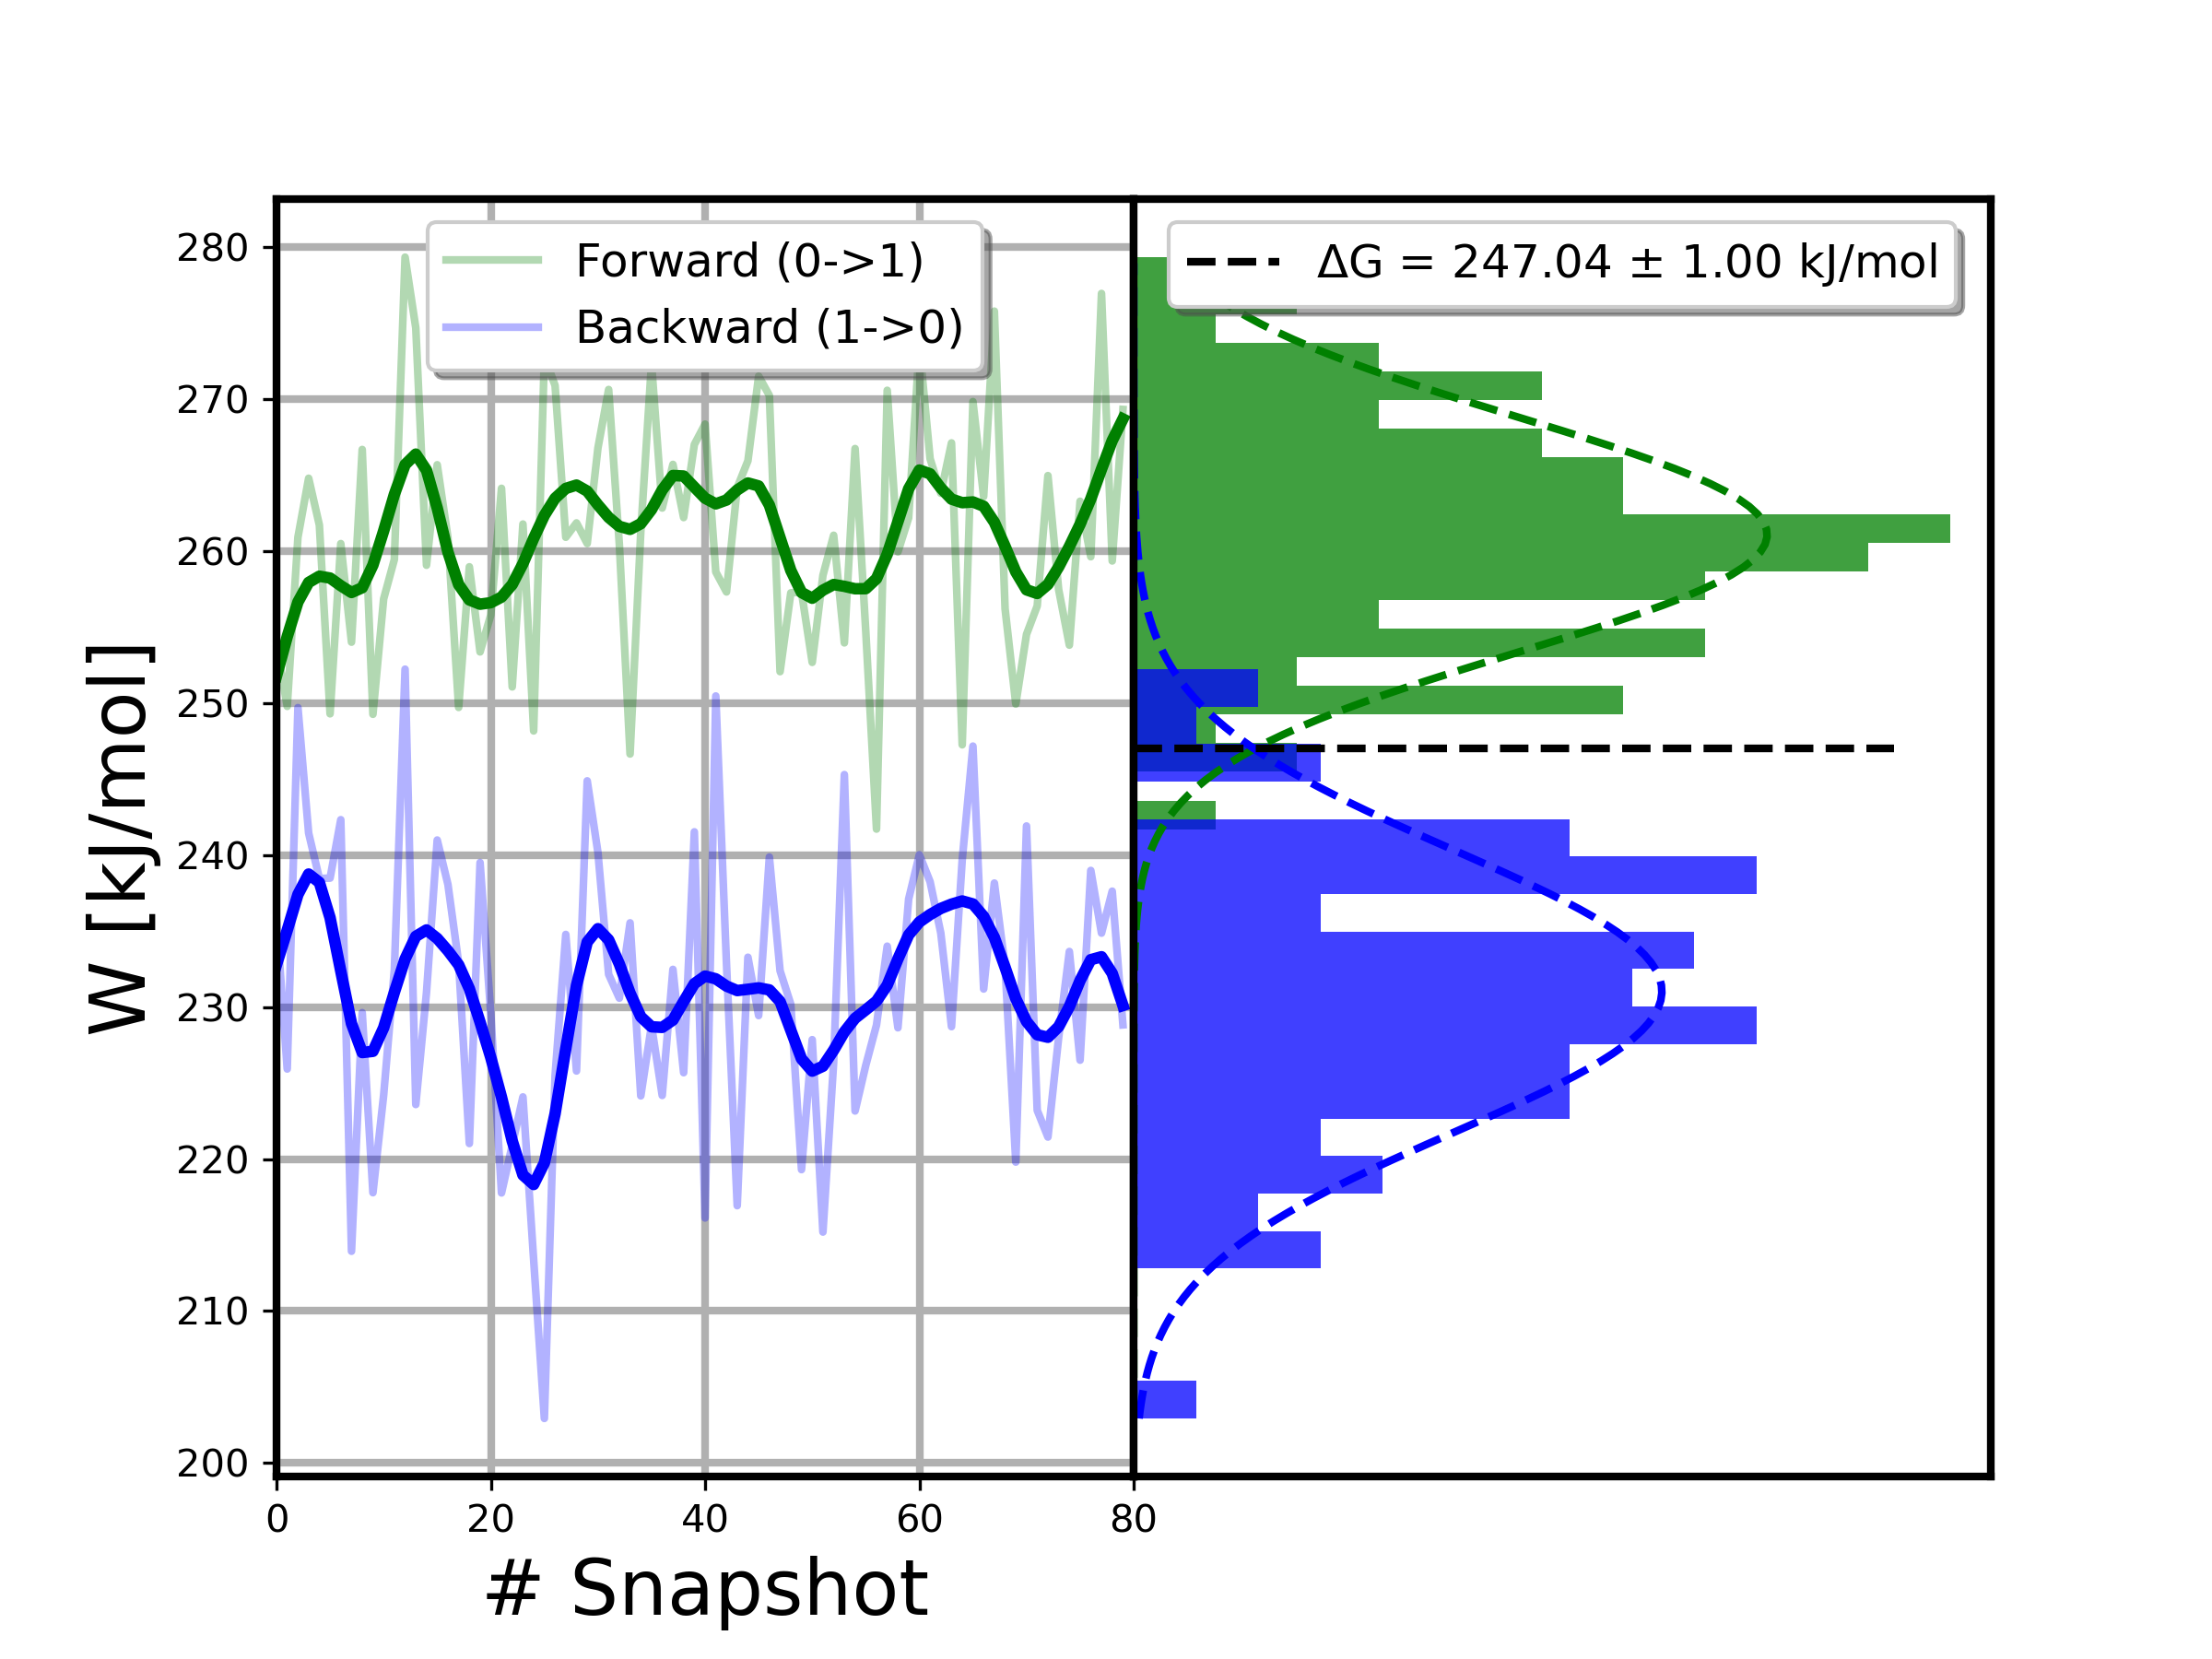 Forward (0->1)
Backward (1->0)
ΔG = 247.04 ± 1.00 kJ/mol
W [kJ/mol]
280
270
260
250
240
230
220
210
200
0 20 40 60 80
# Snapshot